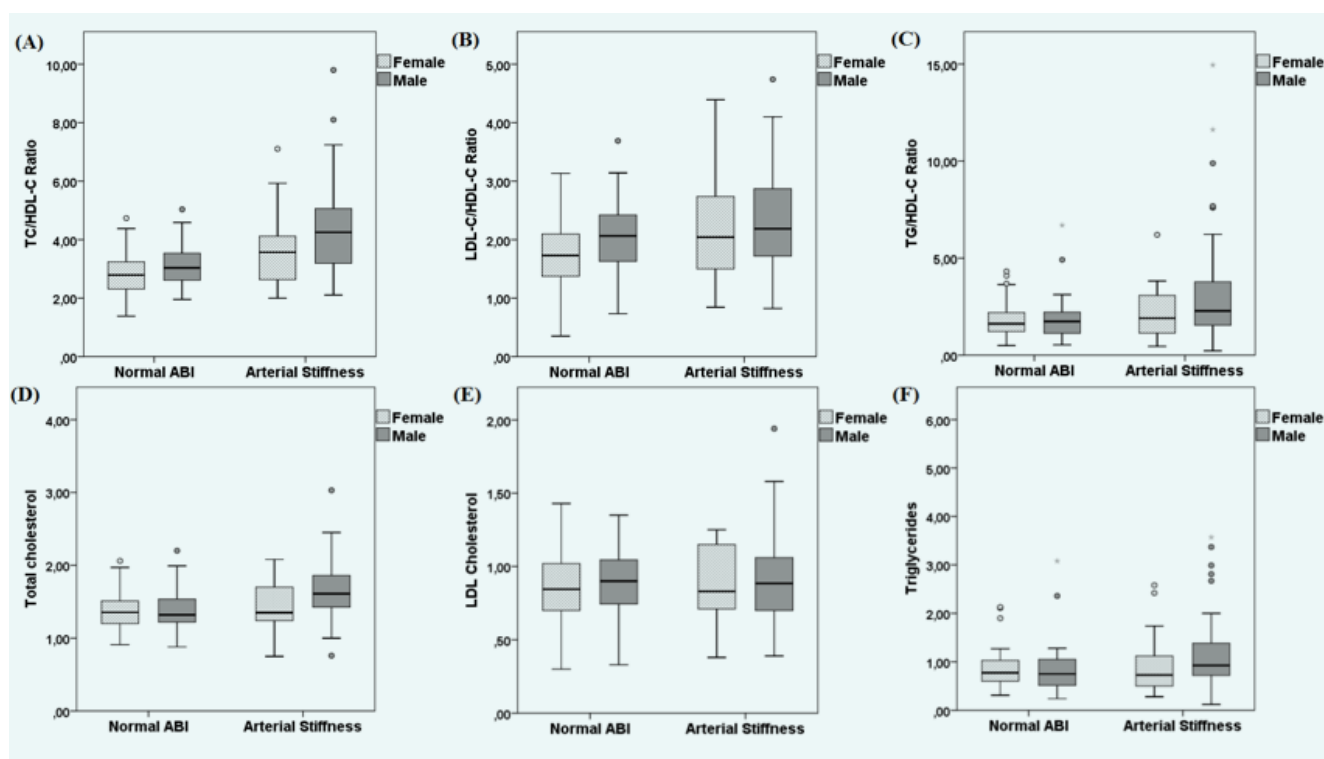 (A)
TC/HDL-C Ratio
10,00
8,00
6,00
4,00
2,00
,00
Normal ABI
Arterial Stiffness
Female
Male
(B)
LDL-C/HDL-C Ratio
5,00
4,00
3,00
2,00
1,00
,00
Normal ABI
Arterial Stiffness
Female
Male
(C)
TG/HDL-C Ratio
15,00
10,00
5,00
,00
Normal ABI
Arterial Stiffness
Female
Male
(D)
Total cholesterol
4,00
3,00
2,00
1,00
,00
Normal ABI
Arterial Stiffness
Female
Male
(E)
LDL Cholesterol
2,00
1,50
1,00
,50
,00
Normal ABI
Arterial Stiffness
Female
Male
(F)
Triglycerides
6,00
5,00
4,00
3,00
2,00
1,00
,00
Normal ABI
Arterial Stiffness
Female
Male